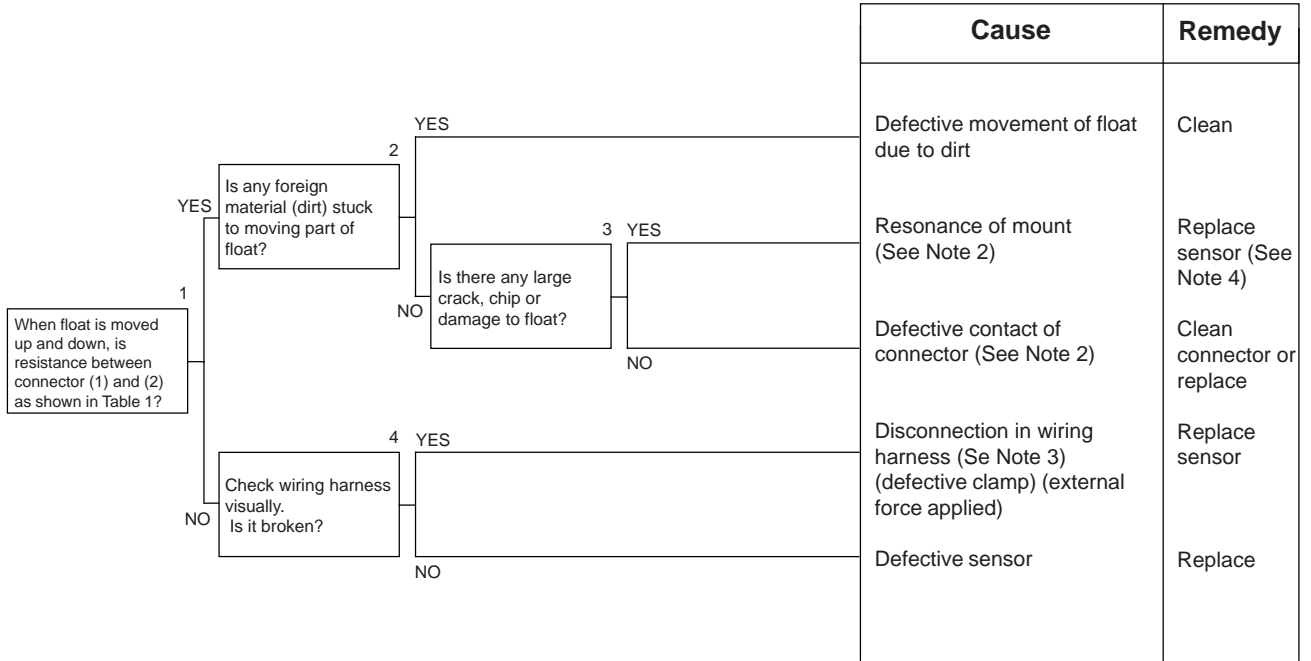 Cause
Remedy
YES
Defective movement of float
due to dirt
Clean
2
Is any foreign
material (dirt) stuck
to moving part of
float?
YES
3
YES
Resonance of mount
(See Note 2)
Replace
sensor (See
Note 4)
Is there any large
crack, chip or
damage to float?
NO
1
When float is moved
up and down, is
resistance between
connector (1) and (2)
as shown in Table 1?
NO
Defective contact of
connector (See Note 2)
Clean
connector or
replace
4
YES
Disconnection in wiring
harness (Se Note 3)
(defective clamp) (external
force applied)
Replace
sensor
Check wiring harness
visually.
Is it broken?
NO
NO
Defective sensor
Replace